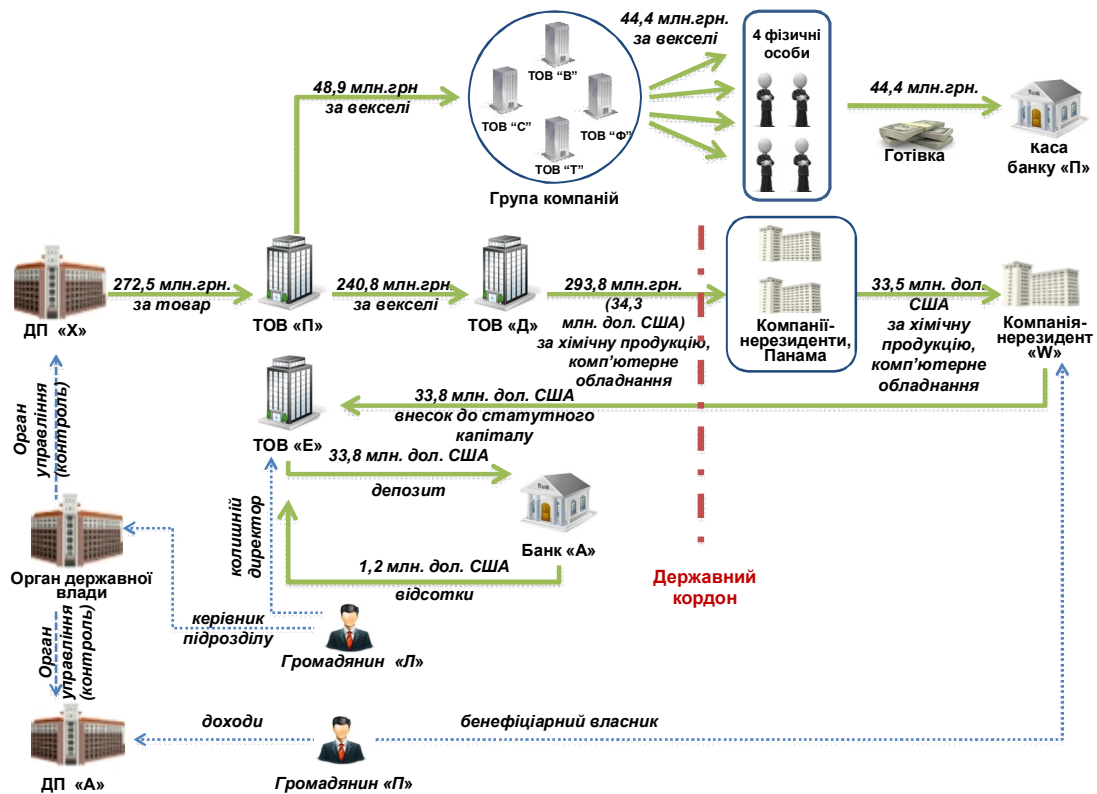 44,4 млн.грн.
за векселі
4 фізичні
особи
ТОВ “В”
48,9 млн.грн
за векселі
ТОВ “С”
ТОВ “Ф”
ТОВ “Т”
44,4 млн.грн.
Готівка
Каса
банку «П»
Група компаній
272,5 млн.грн.
за товар
240,8 млн.грн.
за векселі
293,8 млн.грн.
(34,3
млн. дол. США)
за хімічну продукцію,
комп’ютерне
обладнання
33,5 млн. дол.
США
за хімічну
продукцію,
комп’ютерне
обладнання
ДП «Х»
ТОВ «П»
ТОВ «Д»
Компанії-
нерезиденти,
Панама
Компанія-
нерезидент
«W»
33,8 млн. дол. США
внесок до статутного
капіталу
ТОВ «Е»
Орган
управління
(контроль)
33,8 млн. дол. США
депозит
Bank
Банк «А»
колишній
директор
1,2 млн. дол. США
відсотки
Державний
кордон
Орган державної
влади
керівник
підрозділу
Громадянин «Л»
Орган
управління
(контроль)
доходи
бенефіціарний власник
ДП «А»
Громадянин «П»